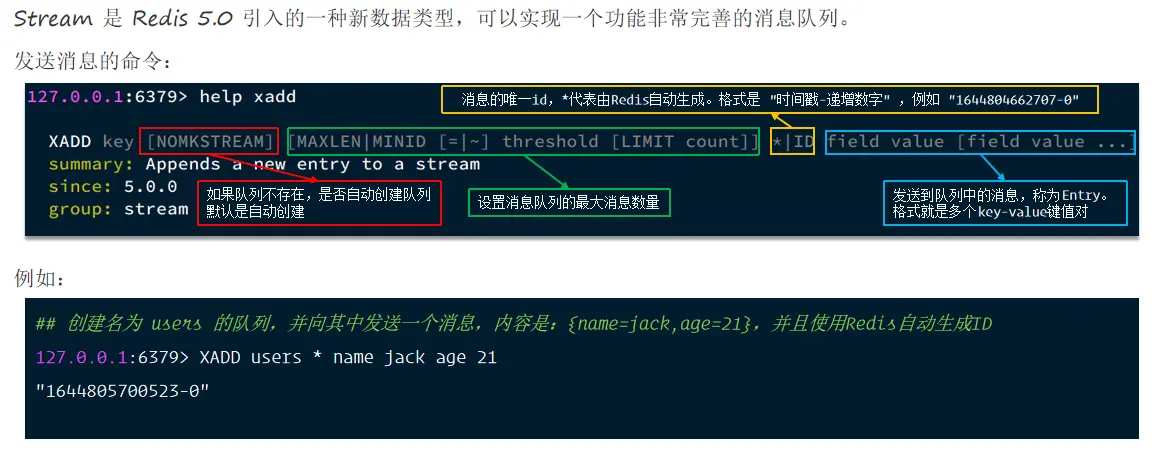 Stream 是 Redis 5.0 引入的一种新数据类型，可以实现一个功能非常完善的消息队列。
发送消息的命令：
127.0.0.1:6379> help xadd
消息的唯一id，*代表由Redis自动生成。格式是 "时间戳-递增数字" ，例如 "1644804662707-0"
XADD key [NOMKSTREAM] [MAXLEN|MINID [=|~] threshold [LIMIT count]] *|ID field value [field value ...]
summary: Appends a new entry to a stream
since: 5.0.0
group: stream
如果队列不存在，是否自动创建队列
默认是自动创建
设置消息队列的最大消息数量
发送到队列中的消息，称为Entry。
格式就是多个key-value键值对
例如：
## 创建名为 users 的队列，并向其中发送一个消息，内容是：{name=jack,age=21}，并且使用Redis自动生成ID
127.0.0.1:6379> XADD users * name jack age 21
"1644805700523-0"